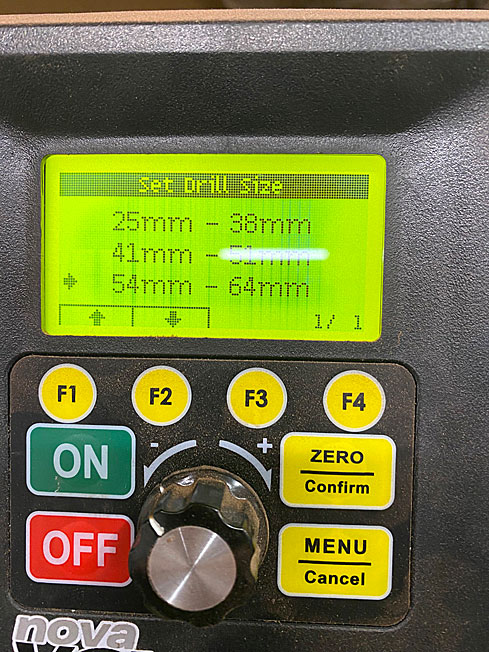 Set Drill Size
25mm - 38mm
41mm - 51mm
54mm - 64mm
1/ 1
F1 F2 F3 F4
ON
- +
ZERO
Confirm
OFF
MENU
Cancel
nova